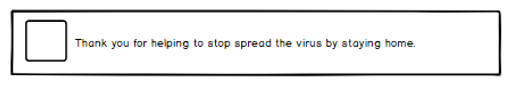 Thank you for helping to stop spread the virus by staying home.